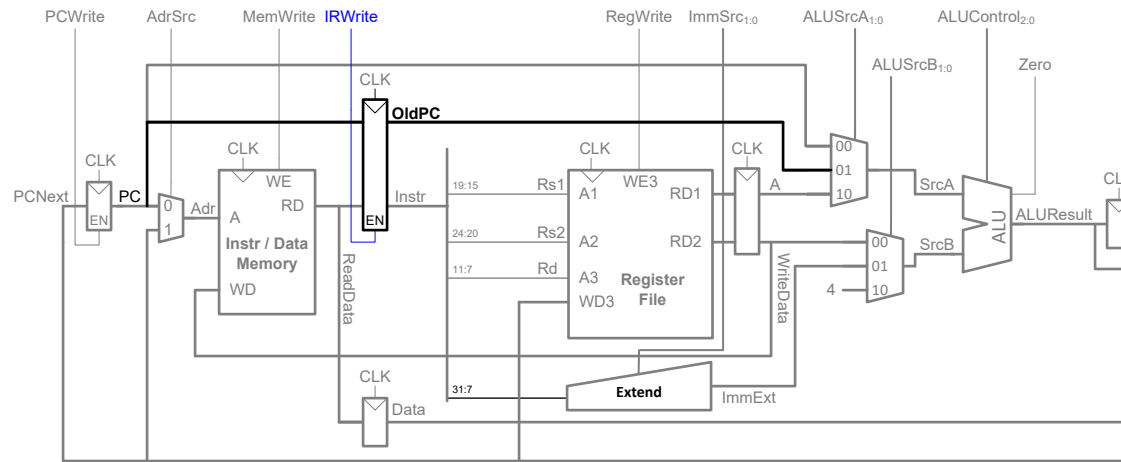 PCWrite AdrSrc MemWrite IRWrite RegWrite ImmSrc1:0 ALUSrcA1:0 ALUControl2:0
ALUSrcB1:0 Zero
CLK
OldPC
CLK CLK CLK CLK CL
00
01
10
PCNext PC EN 0 1 Adr
WE
A RD
Instr / Data
Memory
WD
EN
Instr
ReadData
19:15 Rs1 A1 WE3 RD1 A
24:20 Rs2 A2 RD2
11:7 Rd A3
WD3
Register
File
WriteData
SrcA
ALU
ALUResult
00
01
4 10
SrcB
31:7
Extend
ImmExt
CLK
Data